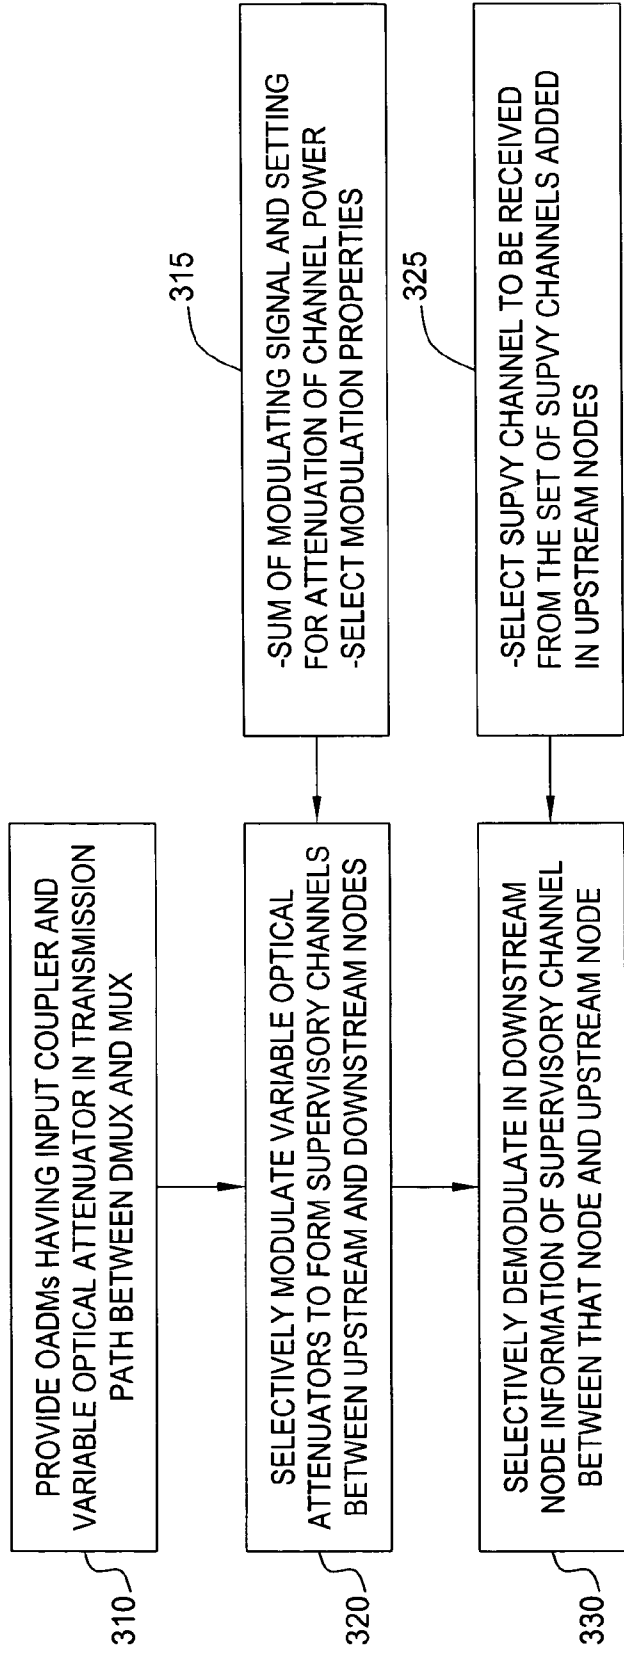 310
PROVIDE OADMs HAVING INPUT COUPLER AND
VARIABLE OPTICAL ATTENUATOR IN TRANSMISSION
PATH BETWEEN DMUX AND MUX
315
-SUM OF MODULATING SIGNAL AND SETTING
FOR ATTENUATION OF CHANNEL POWER
-SELECT MODULATION PROPERTIES
320
SELECTIVELY MODULATE VARIABLE OPTICAL
ATTENUATORS TO FORM SUPERVISORY CHANNELS
BETWEEN UPSTREAM AND DOWNSTREAM NODES
325
-SELECT SUPVY CHANNEL TO BE RECEIVED
FROM THE SET OF SUPVY CHANNELS ADDED
IN UPSTREAM NODES
330
SELECTIVELY DEMODULATE IN DOWNSTREAM
NODE INFORMATION OF SUPERVISORY CHANNEL
BETWEEN THAT NODE AND UPSTREAM NODE